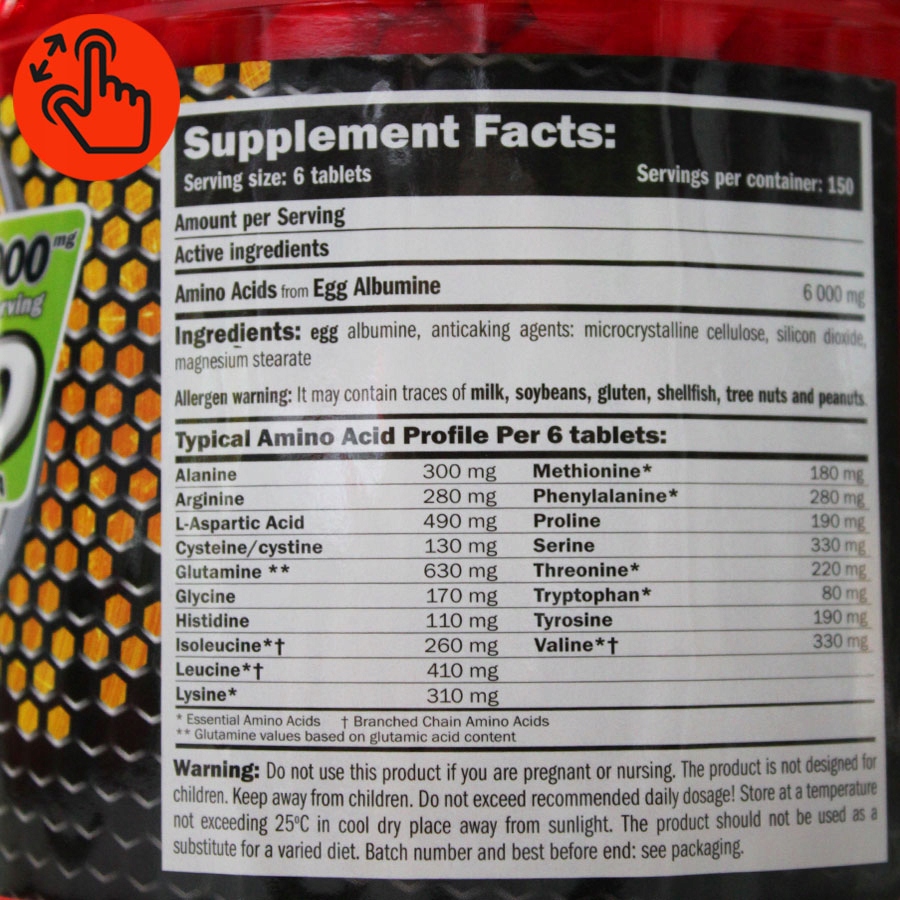 Supplement Facts:
Serving size: 6 tablets Servings per container: 150
Amount per Serving
Active ingredients
Amino Acids from Egg Albumine 6 000 mg
Ingredients: egg albumine, anticaking agents: microcrystalline cellulose, silicon dioxide,
magnesium stearate
Allergen warning: It may contain traces of milk, soybeans, gluten, shellfish, tree nuts and peanuts.
Typical Amino Acid Profile Per 6 tablets:
Alanine 300 mg Methionine* 180 mg
Arginine 280 mg Phenylalanine* 280 mg
L-Aspartic Acid 490 mg Proline 190 mg
Cysteine/cystine 130 mg Serine 330 mg
Glutamine ** 630 mg Threonine* 220 mg
Glycine 170 mg Tryptophan* 80 mg
Histidine 110 mg Tyrosine 190 mg
Isoleucine*† 260 mg Valine*† 330 mg
Leucine*† 410 mg
Lysine* 310 mg
* Essential Amino Acids † Branched Chain Amino Acids
** Glutamine values based on glutamic acid content
Warning: Do not use this product if you are pregnant or nursing. The product is not designed for
children. Keep away from children. Do not exceed recommended daily dosage! Store at a temperature
not exceeding 25ºC in cool dry place away from sunlight. The product should not be used as a
substitute for a varied diet. Batch number and best before end: see packaging.